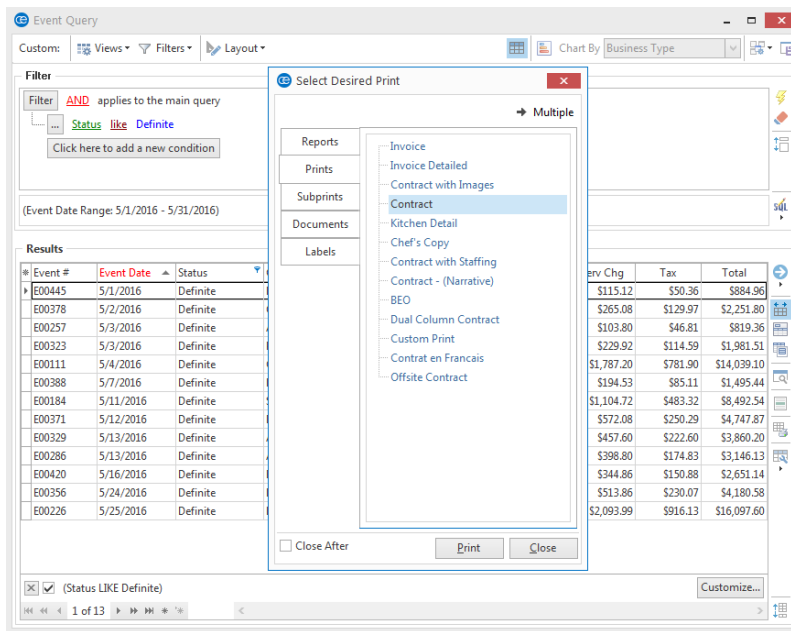 Event Query
Custom: Views Filters Layout Chart By Business Type
Filter
Filter AND applies to the main query
... Status like Definite
Click here to add a new condition
(Event Date Range: 5/1/2016 - 5/31/2016)
SQL
Select Desired Print
Multiple
Reports
Prints
Subprints
Documents
Labels
Invoice
Invoice Detailed
Contract with Images
Contract
Kitchen Detail
Chef's Copy
Contract with Staffing
Contract - (Narrative)
BEO
Dual Column Contract
Custom Print
Contrat en Francais
Offsite Contract
Close After Print Close
Results
Event # Event Date Status erv Chg Tax Total
E00445 5/1/2016 Definite $115.12 $50.36 $884.96
E00378 5/2/2016 Definite $265.08 $129.97 $2,251.80
E00257 5/3/2016 Definite $103.80 $46.81 $819.36
E00323 5/3/2016 Definite $229.92 $114.59 $1,981.51
E00111 5/4/2016 Definite $1,787.20 $781.90 $14,039.10
E00388 5/7/2016 Definite $194.53 $85.11 $1,495.44
E00184 5/11/2016 Definite $1,104.72 $483.32 $8,492.54
E00371 5/12/2016 Definite $572.08 $250.29 $4,747.87
E00329 5/13/2016 Definite $457.60 $222.60 $3,860.20
E00286 5/13/2016 Definite $398.80 $174.83 $3,146.13
E00420 5/16/2016 Definite $344.86 $150.88 $2,651.14
E00356 5/24/2016 Definite $513.86 $230.07 $4,180.58
E00226 5/25/2016 Definite $2,093.99 $916.13 $16,097.60
(Status LIKE Definite) Customize...
1 of 13